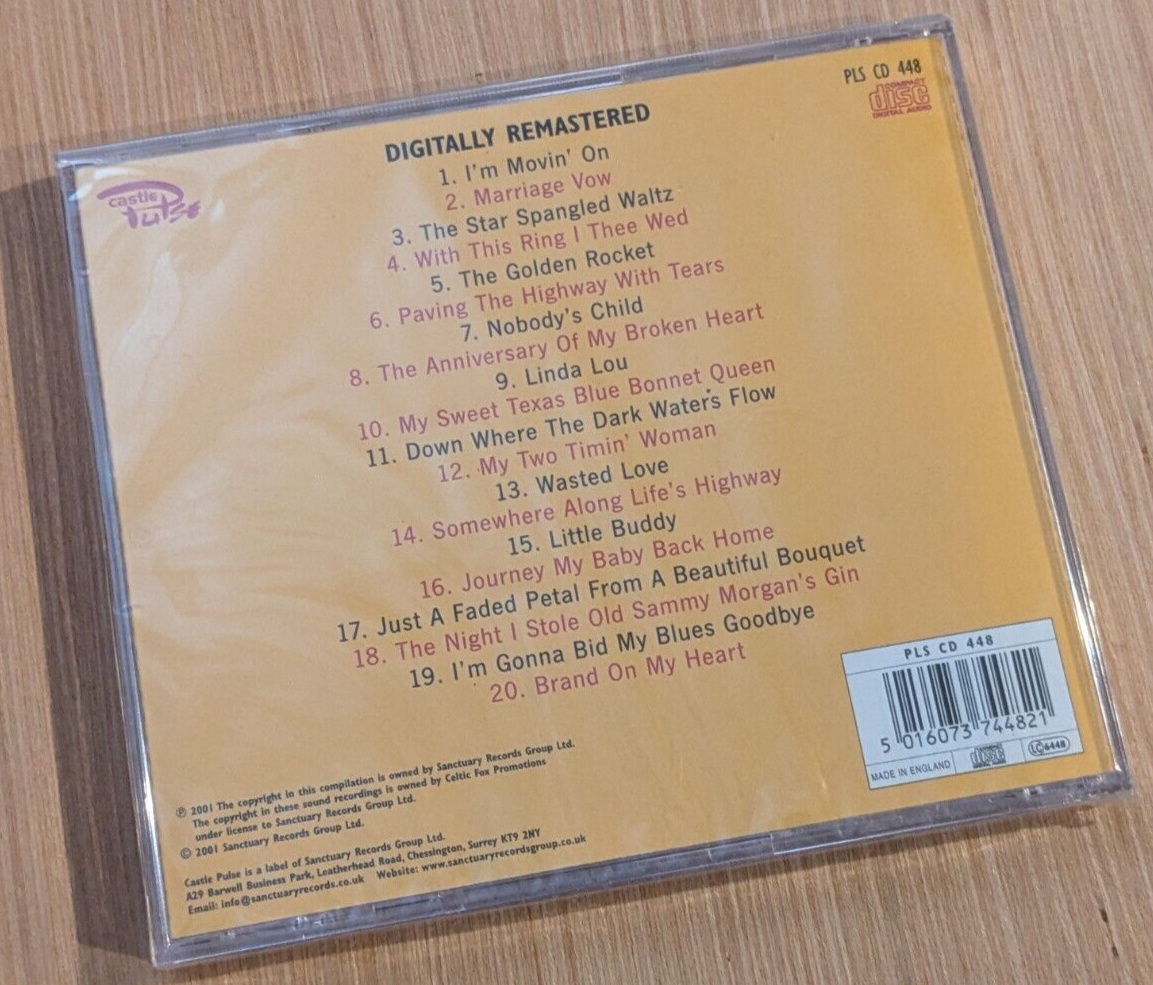 PLS CD 448
COMPACT
disc
DIGITAL AUDIO
castle
Pulse
DIGITALLY REMASTERED
1. I'm Movin' On
2. Marriage Vow
3. The Star Spangled Waltz
4. With This Ring I Thee Wed
5. The Golden Rocket
6. Paving The Highway With Tears
7. Nobody's Child
8. The Anniversary Of My Broken Heart
9. Linda Lou
10. My Sweet Texas Blue Bonnet Queen
11. Down Where The Dark Waters Flow
12. My Two Timin' Woman
13. Wasted Love
14. Somewhere Along Life's Highway
15. Little Buddy
16. Journey My Baby Back Home
17. Just A Faded Petal From A Beautiful Bouquet
18. The Night I Stole Old Sammy Morgan's Gin
19. I'm Gonna Bid My Blues Goodbye
20. Brand On My Heart
℗ 2001 The copyright in this compilation is owned by Sanctuary Records Group Ltd.
The copyright in these sound recordings is owned by Celtic Fox Promotions
under license to Sanctuary Records Group Ltd.
© 2001 Sanctuary Records Group Ltd.
Castle Pulse is a label of Sanctuary Records Group Ltd.
A29 Barwell Business Park, Leatherhead Road, Chessington, Surrey KT9 2NY
Email: info@sanctuaryrecords.co.uk Website: www.sanctuaryrecordsgroup.co.uk
PLS CD 448
5 016073 744821
MADE IN ENGLAND
disc
LC 6448